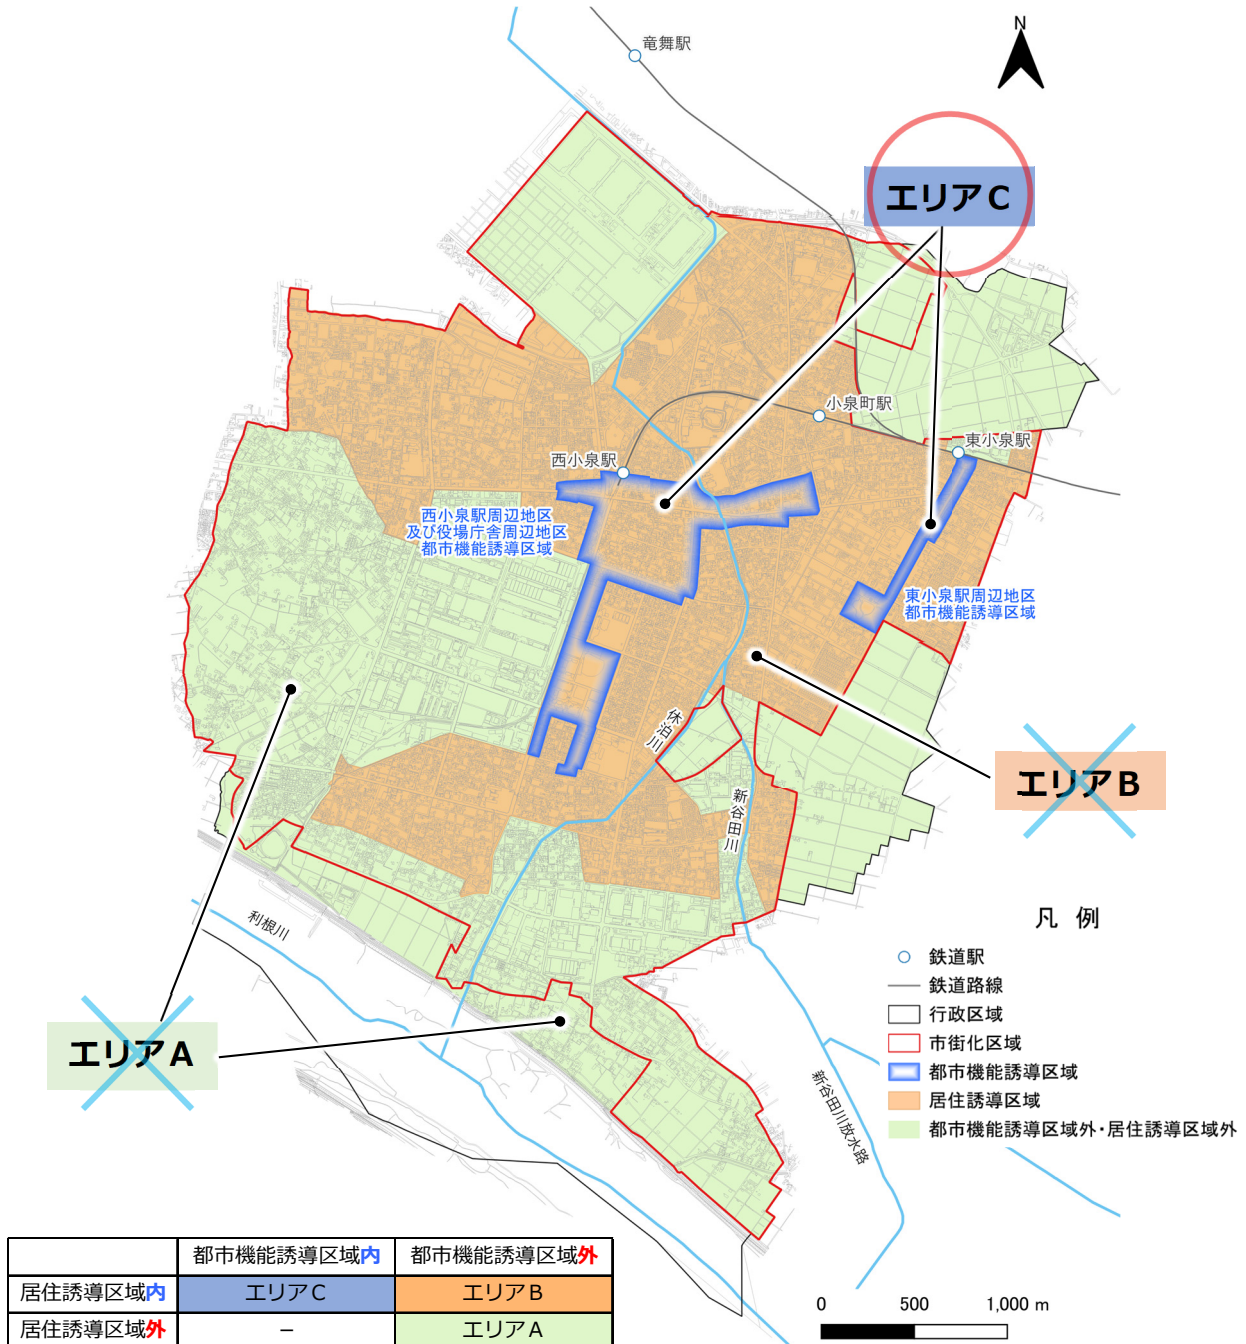 竜舞駅
N
エリアC
小泉町駅
東小泉駅
西小泉駅
西小泉駅周辺地区
及び役場庁舎周辺地区
都市機能誘導区域
東小泉駅周辺地区
都市機能誘導区域
休泊川
エリアB
新谷田川
利根川
エリアA
新谷田川放水路
凡 例
鉄道駅
鉄道路線
行政区域
市街化区域
都市機能誘導区域
居住誘導区域
都市機能誘導区域外・居住誘導区域外
都市機能誘導区域内 都市機能誘導区域外
居住誘導区域内 エリアC エリアB
居住誘導区域外 − エリアA
0 500 1,000 m